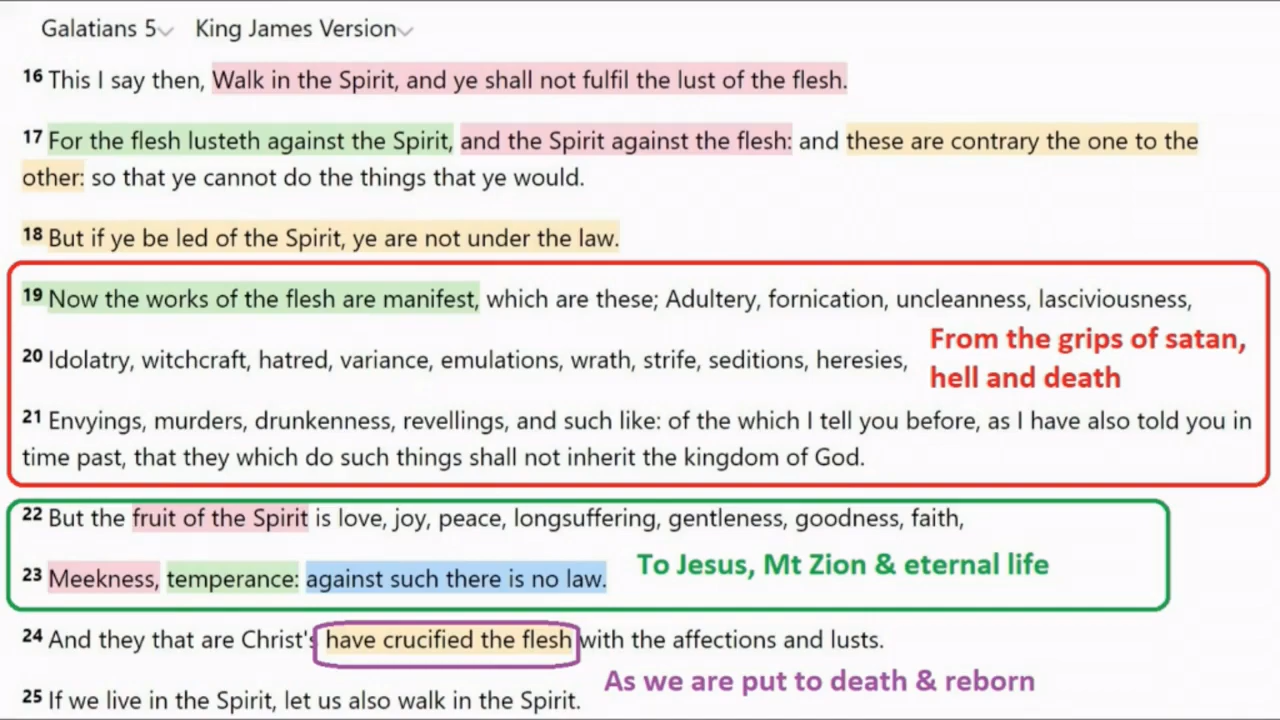 Galatians 5 King James Version
16 This I say then, Walk in the Spirit, and ye shall not fulfil the lust of the flesh.
17 For the flesh lusteth against the Spirit, and the Spirit against the flesh: and these are contrary the one to the
other: so that ye cannot do the things that ye would.
18 But if ye be led of the Spirit, ye are not under the law.
19 Now the works of the flesh are manifest, which are these; Adultery, fornication, uncleanness, lasciviousness,
From the grips of satan,
20 Idolatry, witchcraft, hatred, variance, emulations, wrath, strife, seditions, heresies,
hell and death
21 Envyings, murders, drunkenness, revellings, and such like: of the which I tell you before, as I have also told you in
time past, that they which do such things shall not inherit the kingdom of God.
22 But the fruit of the Spirit is love, joy, peace, longsuffering, gentleness, goodness, faith,
23 Meekness, temperance: against such there is no law.
To Jesus, Mt Zion & eternal life
24 And they that are Christ's have crucified the flesh with the affections and lusts.
As we are put to death & reborn
25 If we live in the Spirit, let us also walk in the Spirit.